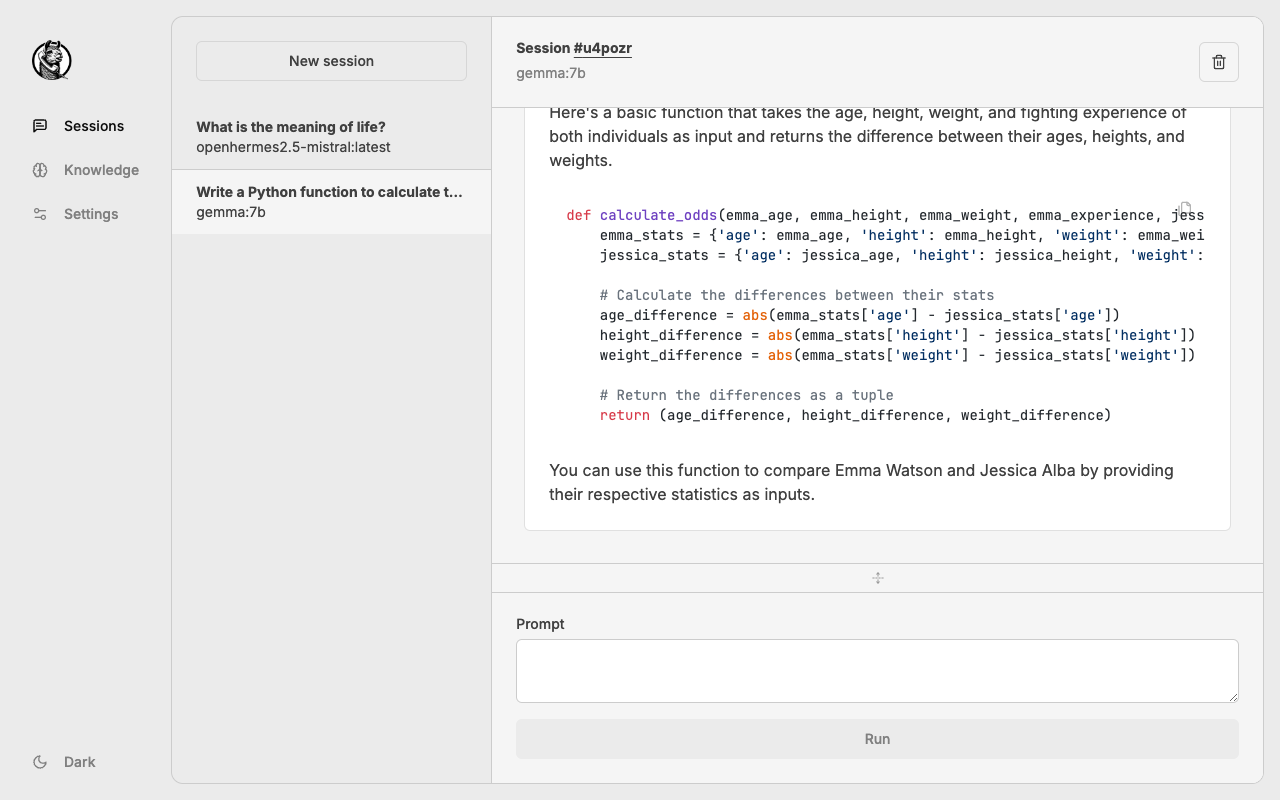 Sessions
Knowledge
Settings
Dark
New session
What is the meaning of life?
openhermes2.5-mistral:latest
Write a Python function to calculate t...
gemma:7b
Session #u4pozr
gemma:7b
Here's a basic function that takes the age, height, weight, and fighting experience of
both individuals as input and returns the difference between their ages, heights, and
weights.
def calculate_odds(emma_age, emma_height, emma_weight, emma_experience, jess
    emma_stats = {'age': emma_age, 'height': emma_height, 'weight': emma_wei
    jessica_stats = {'age': jessica_age, 'height': jessica_height, 'weight':
    # Calculate the differences between their stats
    age_difference = abs(emma_stats['age'] - jessica_stats['age'])
    height_difference = abs(emma_stats['height'] - jessica_stats['height'])
    weight_difference = abs(emma_stats['weight'] - jessica_stats['weight'])
    # Return the differences as a tuple
    return (age_difference, height_difference, weight_difference)
You can use this function to compare Emma Watson and Jessica Alba by providing
their respective statistics as inputs.
Prompt
Run